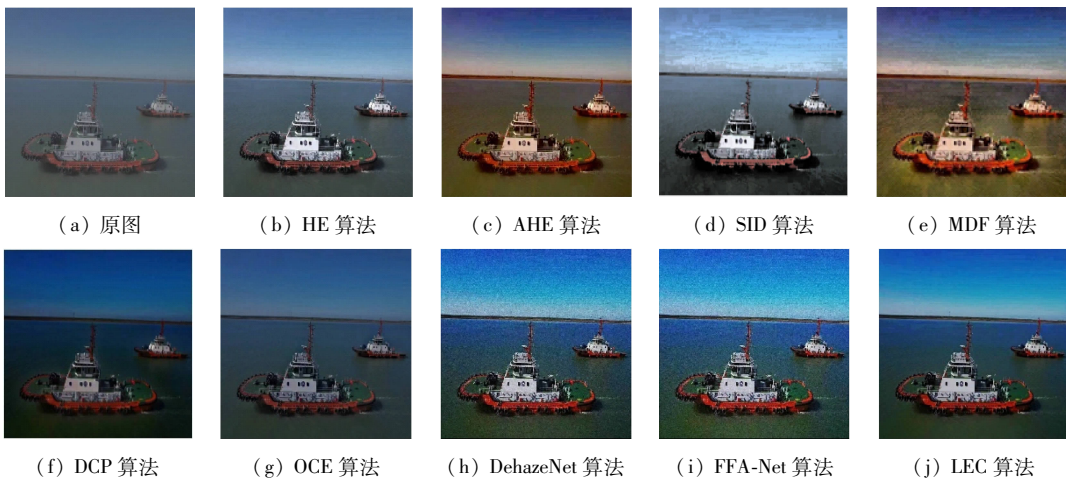 (a) 原图
(b) HE 算法
(c) AHE 算法
(d) SID 算法
(e) MDF 算法
(f) DCP 算法
(g) OCE 算法
(h) DehazeNet 算法
(i) FFA-Net 算法
(j) LEC 算法